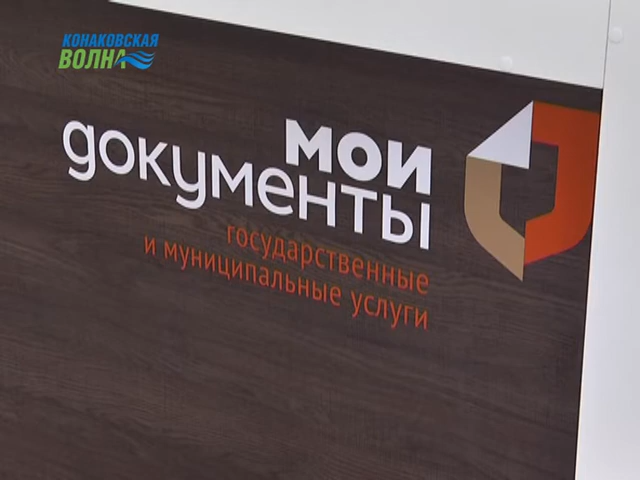 КОНАКОВСКАЯ
ВОЛНА
мои
документы
государственные
и муниципальные услуги